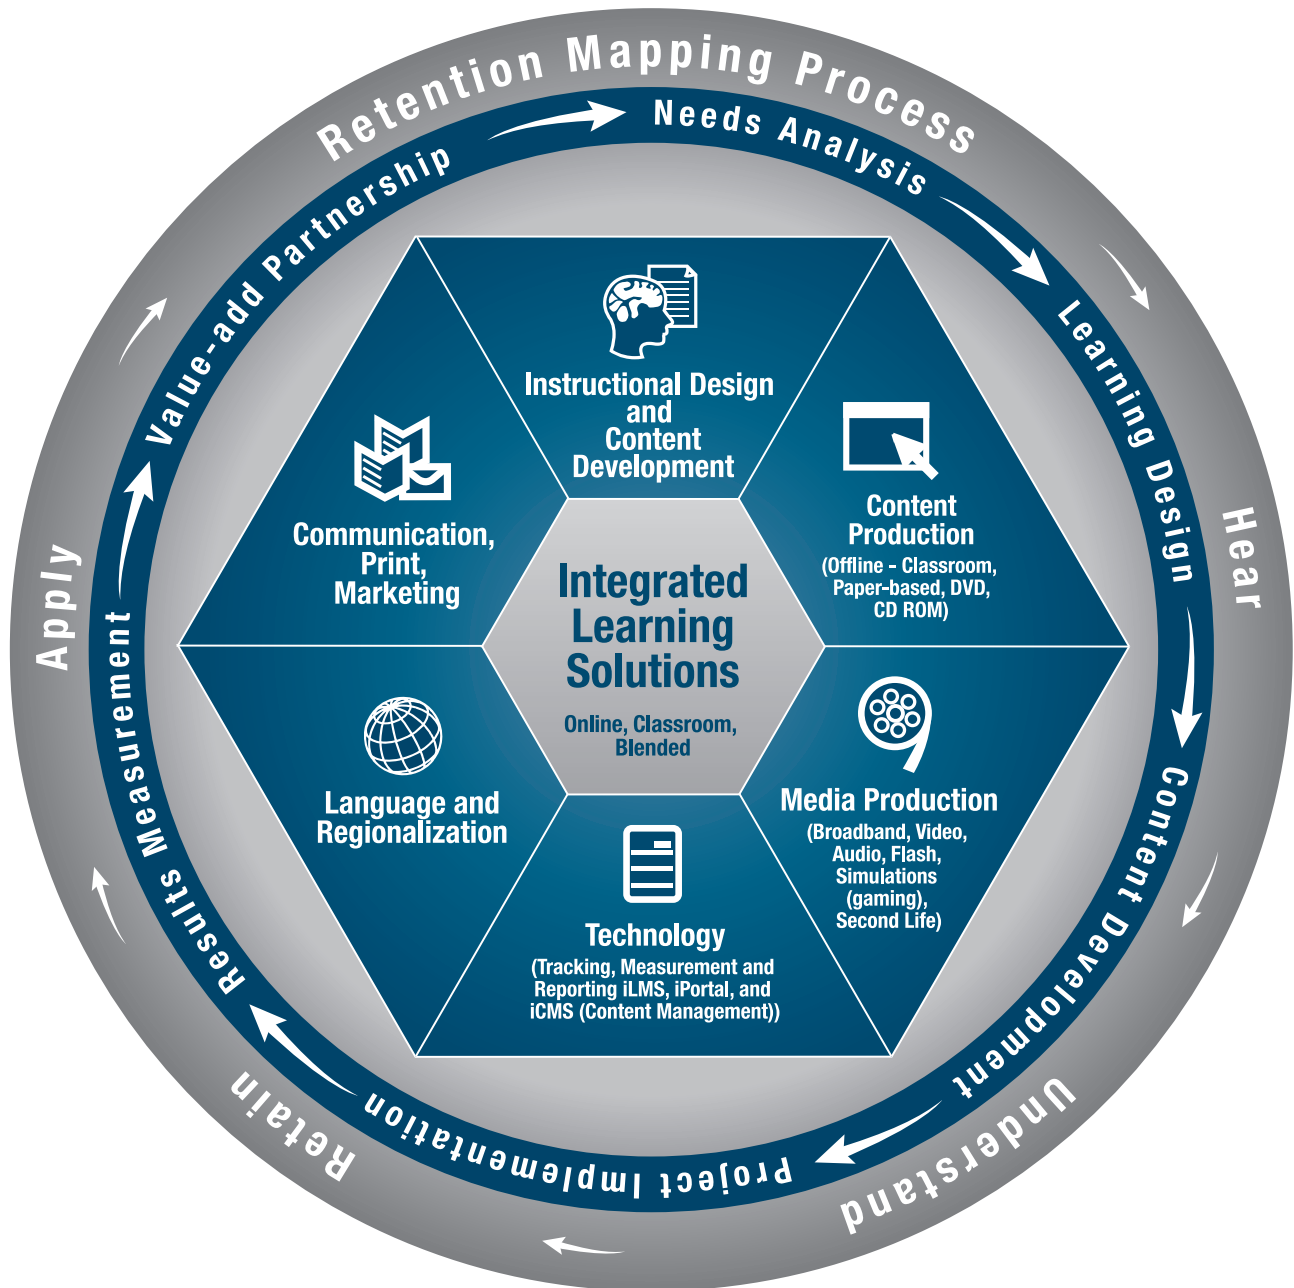 Retention Mapping Process
Hear
Understand
Retain
Apply
Needs Analysis
Learning Design
Content Development
Project Implementation
Results Measurement
Value-add Partnership
Instructional Design
and
Content
Development
Content
Production
(Offline - Classroom,
Paper-based, DVD,
CD ROM)
Media Production
(Broadband, Video,
Audio, Flash,
Simulations
(gaming),
Second Life)
Technology
(Tracking, Measurement and
Reporting iLMS, iPortal, and
iCMS (Content Management))
Language and
Regionalization
Communication,
Print,
Marketing
Integrated
Learning
Solutions
Online, Classroom,
Blended